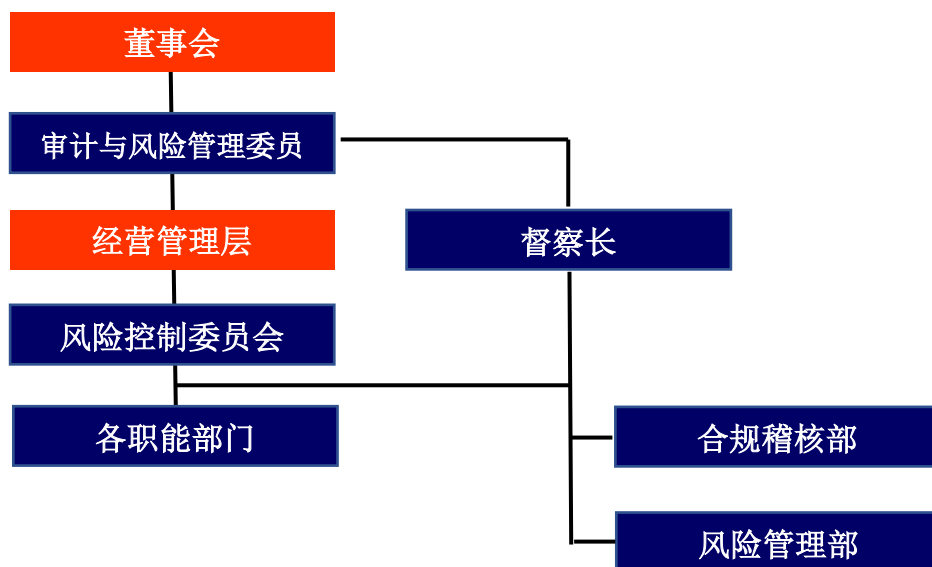 董事会
审计与风险管理委员
经营管理层
督察长
风险控制委员会
各职能部门
合规稽核部
风险管理部